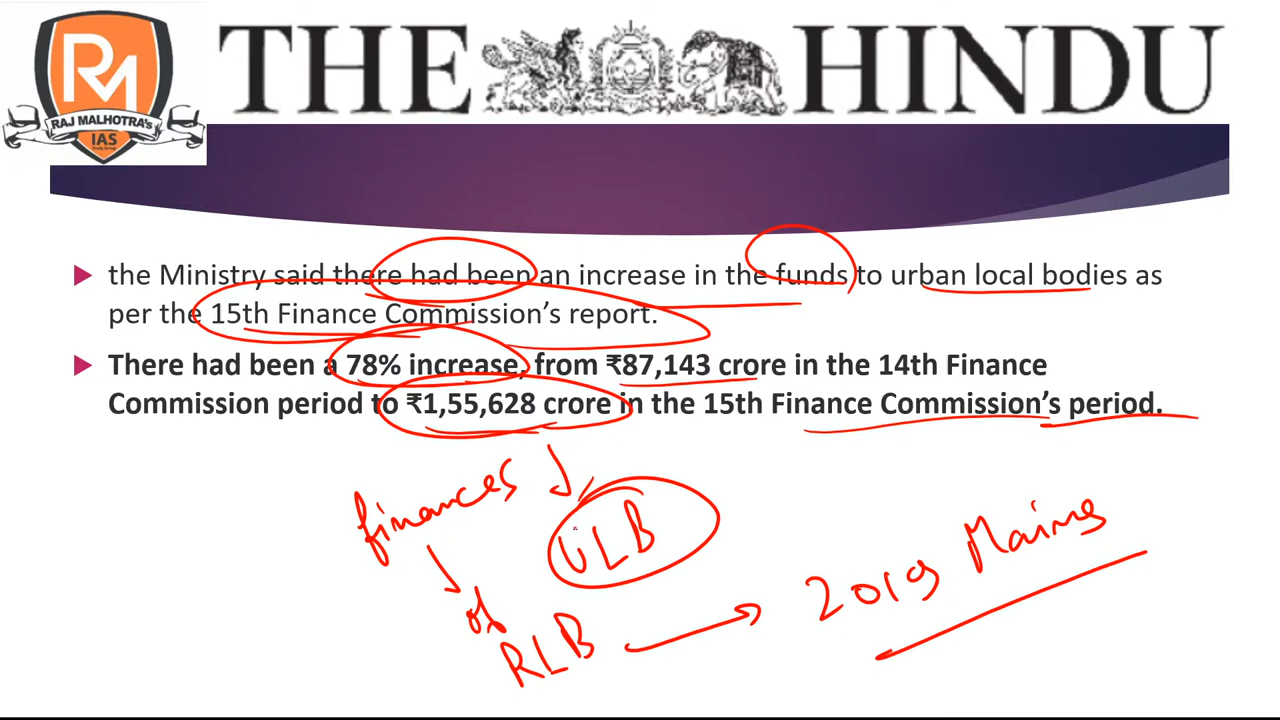 RM
RAJ MALHOTRA'S
IAS
THE HINDU
the Ministry said there had been an increase in the funds to urban local bodies as
per the 15th Finance Commission's report.
There had been a 78% increase, from ₹87,143 crore in the 14th Finance
Commission period to ₹1,55,628 crore in the 15th Finance Commission's period.
finances
ULB
of
RLB
2019 Mains